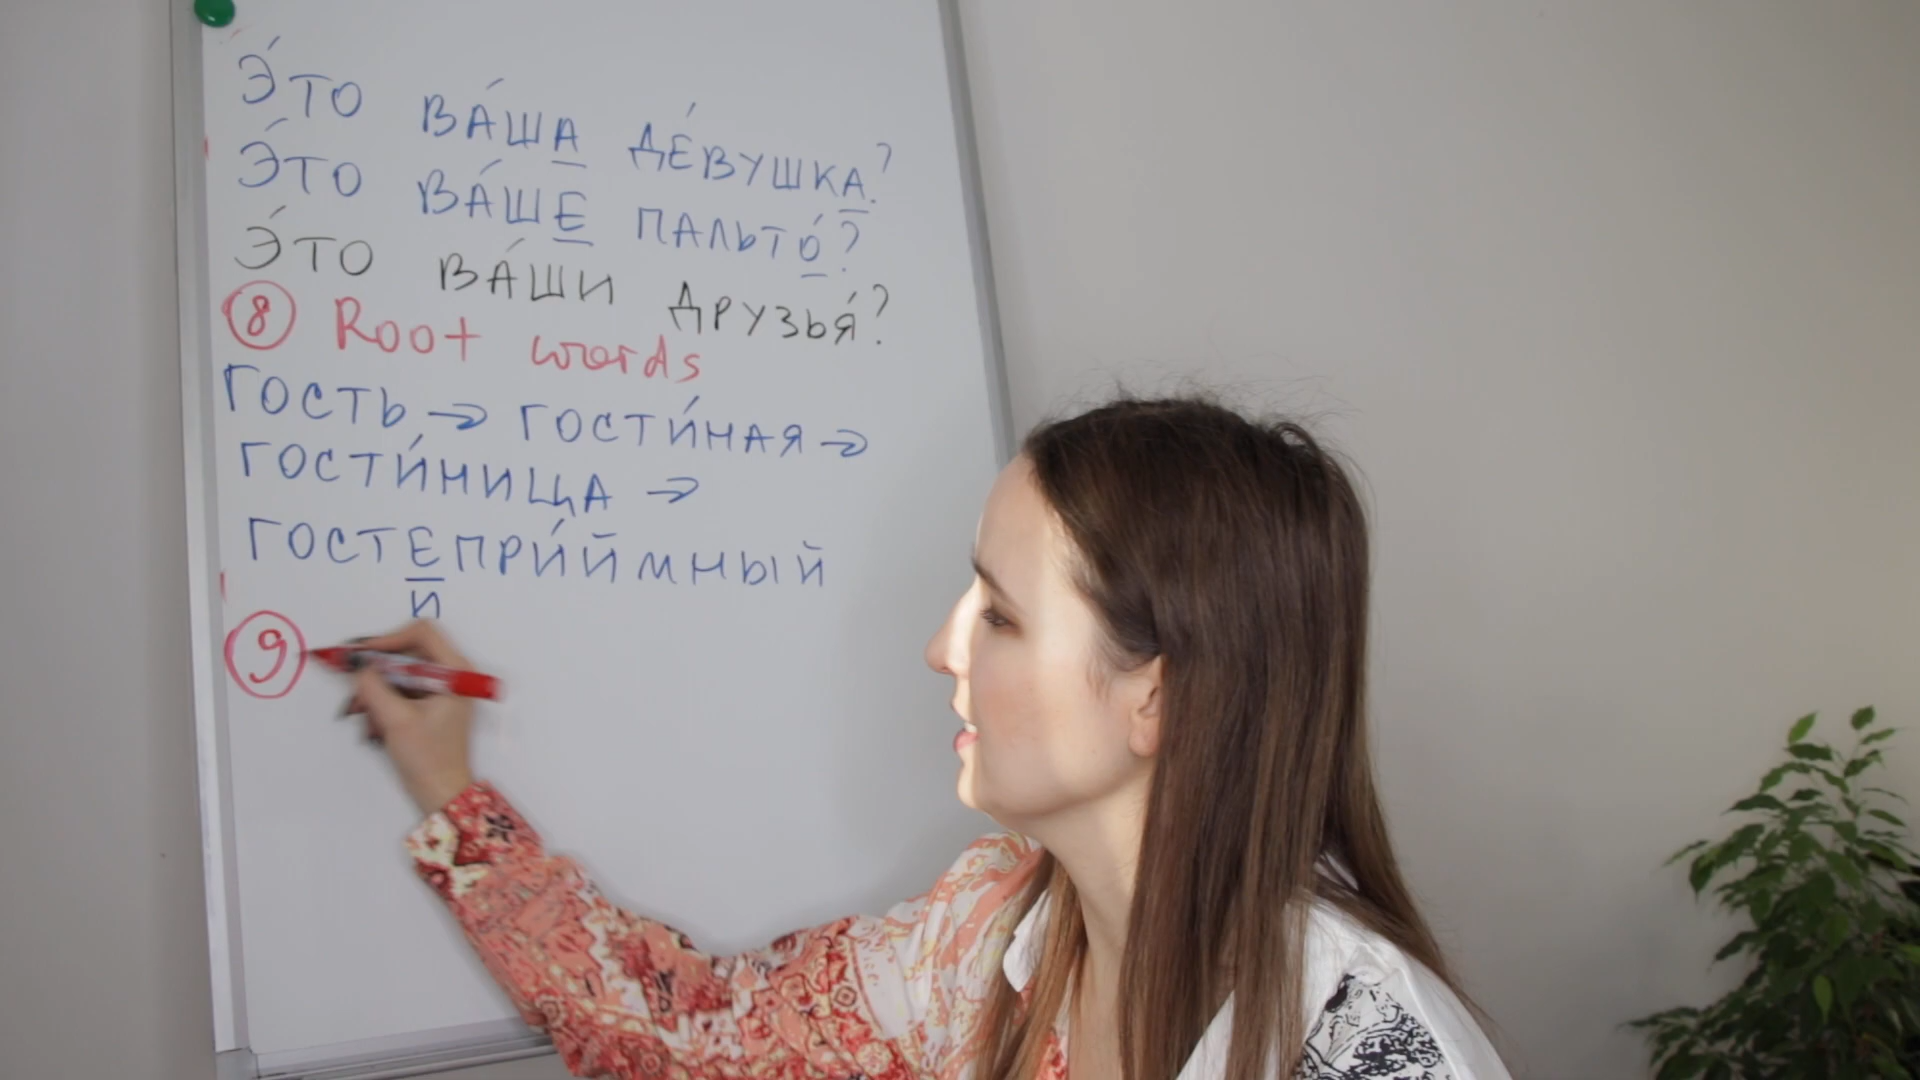 Э́ТО ВА́ША ДЕ́ВУШКА?
Э́ТО ВА́ШЕ ПАЛЬТО́?
Э́ТО ВА́ШИ ДРУЗЬЯ́?
8 Root words
ГОСТЬ → ГОСТИ́НАЯ →
ГОСТИ́НИЦА →
ГОСТЕПРИ́ЙМНЫЙ
И
9